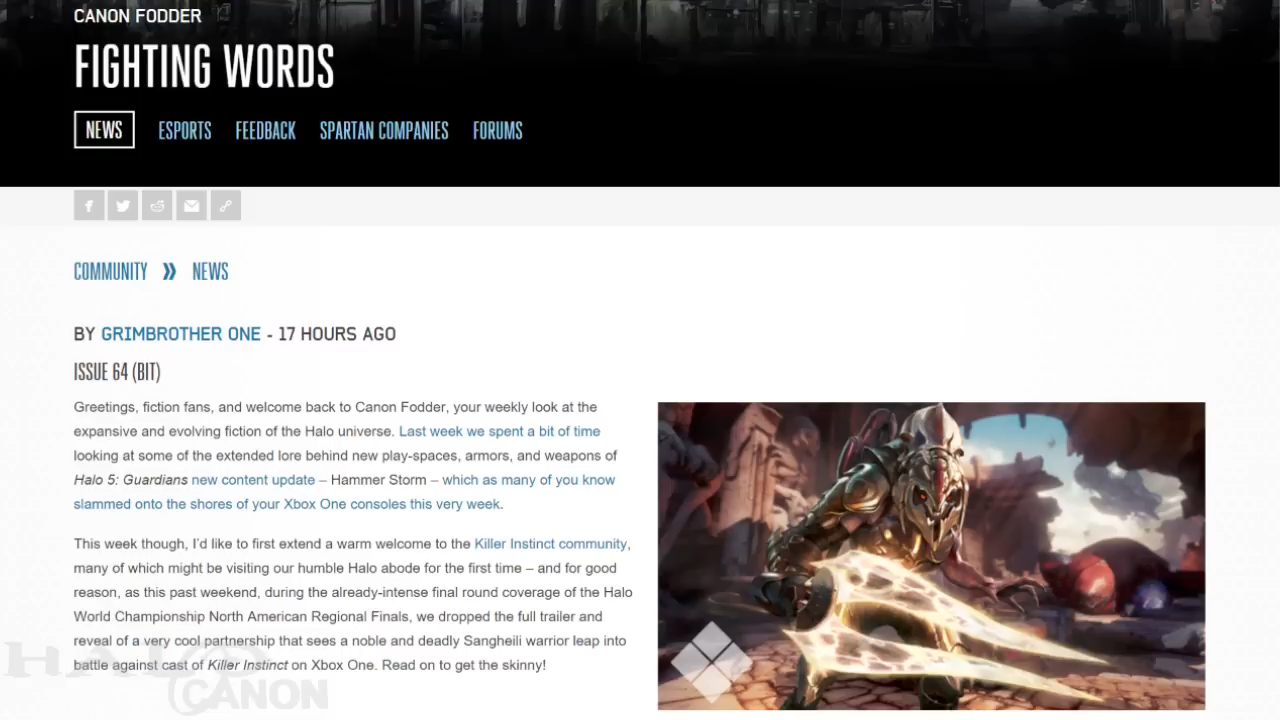 CANON FODDER
FIGHTING WORDS
NEWS ESPORTS FEEDBACK SPARTAN COMPANIES FORUMS
COMMUNITY » NEWS
BY GRIMBROTHER ONE - 17 HOURS AGO
ISSUE 64 (BIT)
Greetings, fiction fans, and welcome back to Canon Fodder, your weekly look at the
expansive and evolving fiction of the Halo universe. Last week we spent a bit of time
looking at some of the extended lore behind new play-spaces, armors, and weapons of
Halo 5: Guardians new content update – Hammer Storm – which as many of you know
slammed onto the shores of your Xbox One consoles this very week.
This week though, I'd like to first extend a warm welcome to the Killer Instinct community,
many of which might be visiting our humble Halo abode for the first time – and for good
reason, as this past weekend, during the already-intense final round coverage of the Halo
World Championship North American Regional Finals, we dropped the full trailer and
reveal of a very cool partnership that sees a noble and deadly Sangheili warrior leap into
battle against cast of Killer Instinct on Xbox One. Read on to get the skinny!
HALO
CANON